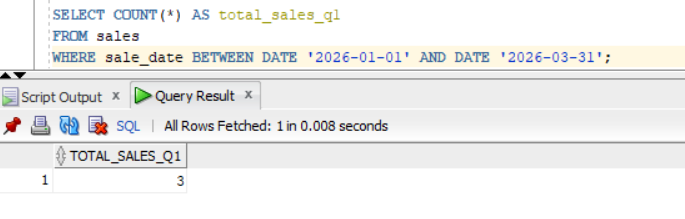 SELECT COUNT(*) AS total_sales_q1
FROM sales
WHERE sale_date BETWEEN DATE '2026-01-01' AND DATE '2026-03-31';
Script Output x Query Result x
SQL | All Rows Fetched: 1 in 0.008 seconds
TOTAL_SALES_Q1
1 3